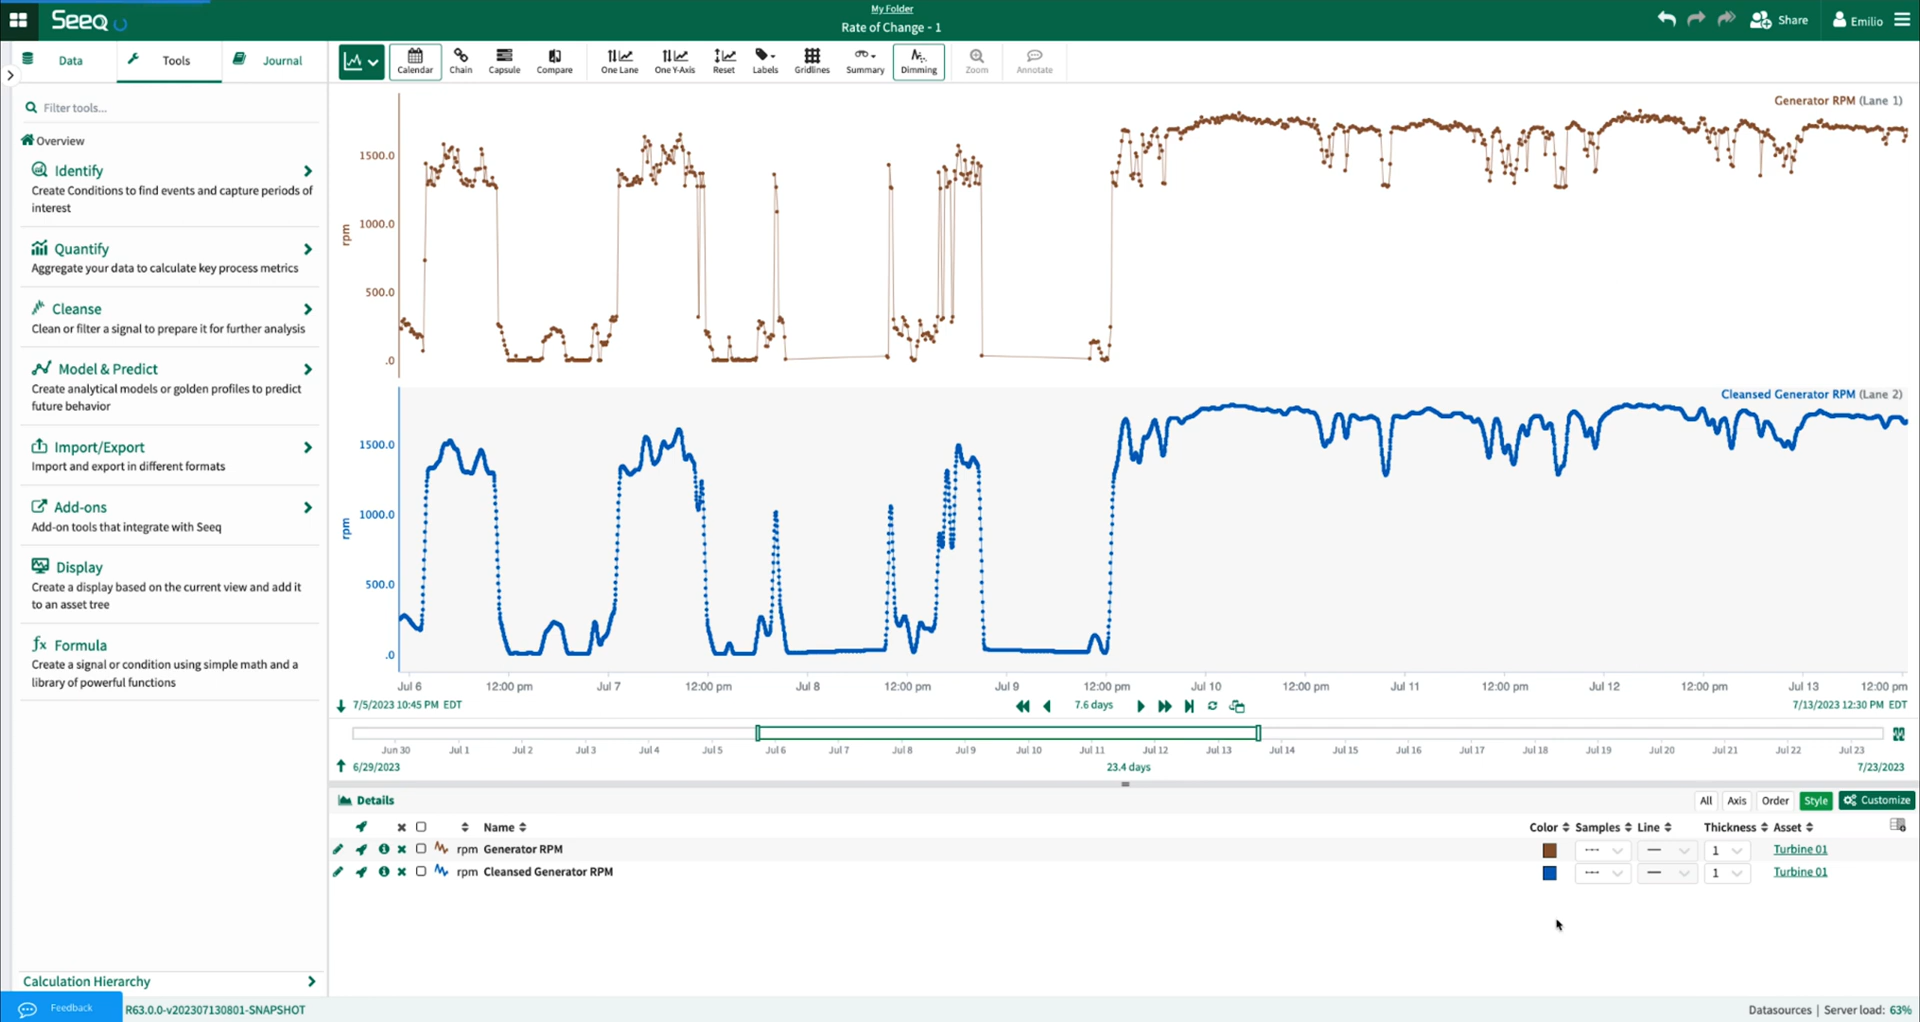 Seeq
My Folder
Rate of Change - 1
Share
Emilio
Data
Tools
Journal
Calendar
Chain
Capsule
Compare
One Lane
One Y-Axis
Reset
Labels
Gridlines
Summary
Dimming
Zoom
Annotate
Filter tools...
Overview
Identify
Create Conditions to find events and capture periods of
interest
Quantify
Aggregate your data to calculate key process metrics
Cleanse
Clean or filter a signal to prepare it for further analysis
Model & Predict
Create analytical models or golden profiles to predict
future behavior
Import/Export
Import and export in different formats
Add-ons
Add-on tools that integrate with Seeq
Display
Create a display based on the current view and add it
to an asset tree
fx Formula
Create a signal or condition using simple math and a
library of powerful functions
Calculation Hierarchy
Feedback
R63.0.0-v202307130801-SNAPSHOT
Generator RPM (Lane 1)
1500.0
1000.0
rpm
500.0
.0
Cleansed Generator RPM (Lane 2)
1500.0
1000.0
rpm
500.0
.0
Jul 6 12:00 pm Jul 7 12:00 pm Jul 8 12:00 pm Jul 9 12:00 pm Jul 10 12:00 pm Jul 11 12:00 pm Jul 12 12:00 pm Jul 13 12:00 pm
7/5/2023 10:45 PM EDT
7.6 days
7/13/2023 12:30 PM EDT
Jun 30 Jul 1 Jul 2 Jul 3 Jul 4 Jul 5 Jul 6 Jul 7 Jul 8 Jul 9 Jul 10 Jul 11 Jul 12 Jul 13 Jul 14 Jul 15 Jul 16 Jul 17 Jul 18 Jul 19 Jul 20 Jul 21 Jul 22 Jul 23
6/29/2023
23.4 days
7/23/2023
Details
All
Axis
Order
Style
Customize
Name
Color
Samples
Line
Thickness
Asset
rpm Generator RPM
1
Turbine 01
rpm Cleansed Generator RPM
1
Turbine 01
Datasources | Server load: 63%